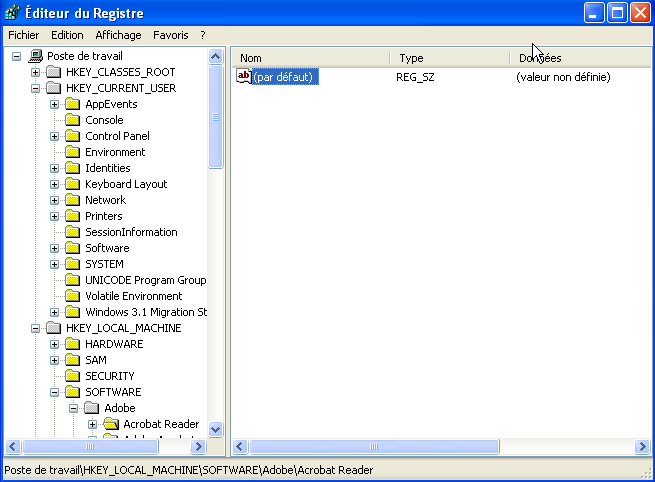 Éditeur du Registre
Fichier Edition Affichage Favoris ?
Poste de travail
HKEY_CLASSES_ROOT
HKEY_CURRENT_USER
AppEvents
Console
Control Panel
Environment
Identities
Keyboard Layout
Network
Printers
SessionInformation
Software
SYSTEM
UNICODE Program Group
Volatile Environment
Windows 3.1 Migration St
HKEY_LOCAL_MACHINE
HARDWARE
SAM
SECURITY
SOFTWARE
Adobe
Acrobat Reader
Nom Type Données
ab (par défaut) REG_SZ (valeur non définie)
Poste de travail\HKEY_LOCAL_MACHINE\SOFTWARE\Adobe\Acrobat Reader